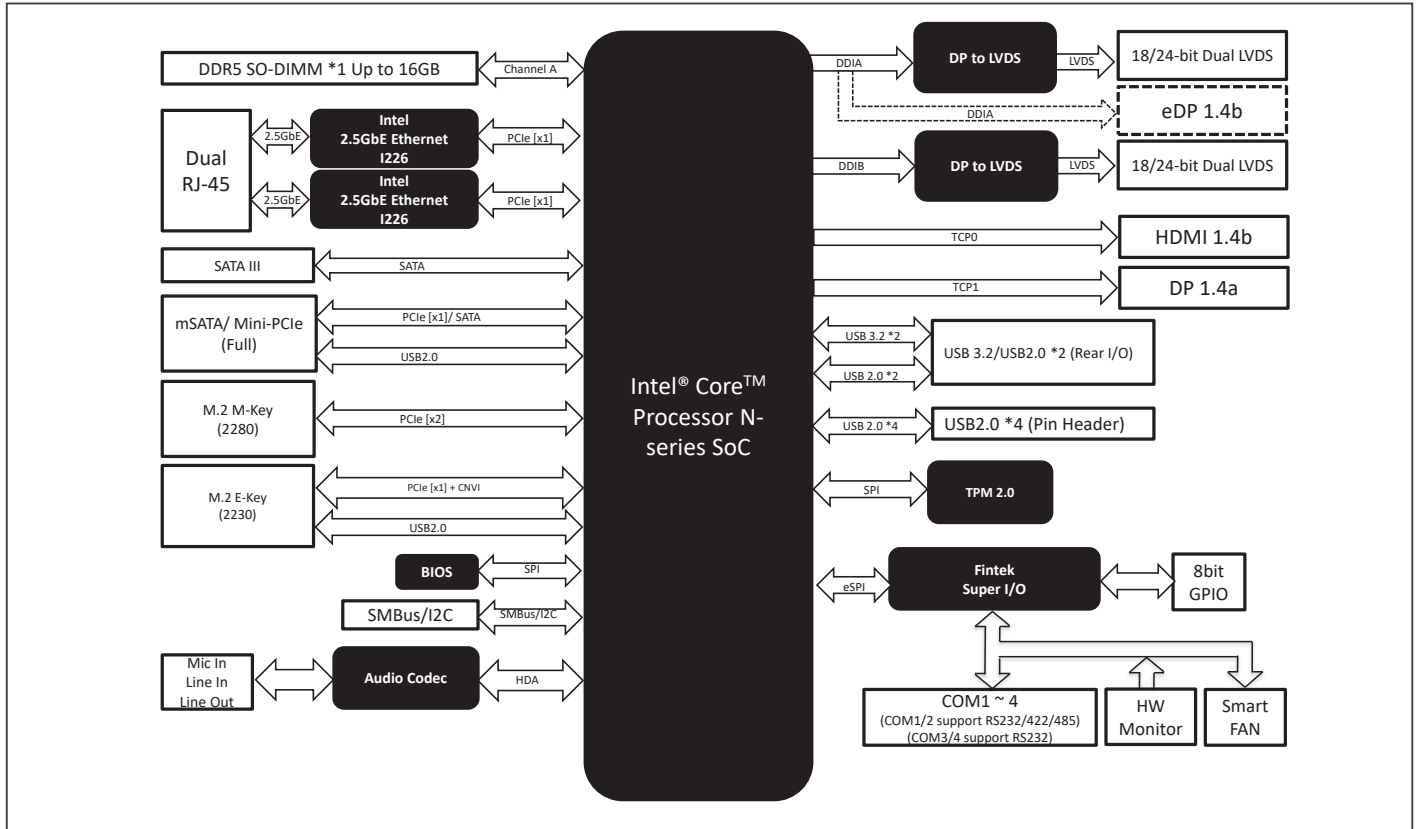 DDR5 SO-DIMM *1 Up to 16GB
Channel A
Dual
RJ-45
2.5GbE
Intel
2.5GbE Ethernet
I226
PCIe [x1]
2.5GbE
Intel
2.5GbE Ethernet
I226
PCIe [x1]
SATA III
SATA
mSATA/ Mini-PCIe
(Full)
PCIe [x1]/ SATA
USB2.0
M.2 M-Key
(2280)
PCIe [x2]
M.2 E-Key
(2230)
PCIe [x1] + CNVI
USB2.0
BIOS
SPI
SMBus/I2C
SMBus/I2C
Mic In
Line In
Line Out
Audio Codec
HDA
Intel® Core™
Processor N-
series SoC
DDIA
DP to LVDS
LVDS
18/24-bit Dual LVDS
DDIA
eDP 1.4b
DDIB
DP to LVDS
LVDS
18/24-bit Dual LVDS
TCP0
HDMI 1.4b
TCP1
DP 1.4a
USB 3.2 *2
USB 2.0 *2
USB 3.2/USB2.0 *2 (Rear I/O)
USB 2.0 *4
USB2.0 *4 (Pin Header)
SPI
TPM 2.0
eSPI
Fintek
Super I/O
8bit
GPIO
COM1 ~ 4
(COM1/2 support RS232/422/485)
(COM3/4 support RS232)
HW
Monitor
Smart
FAN